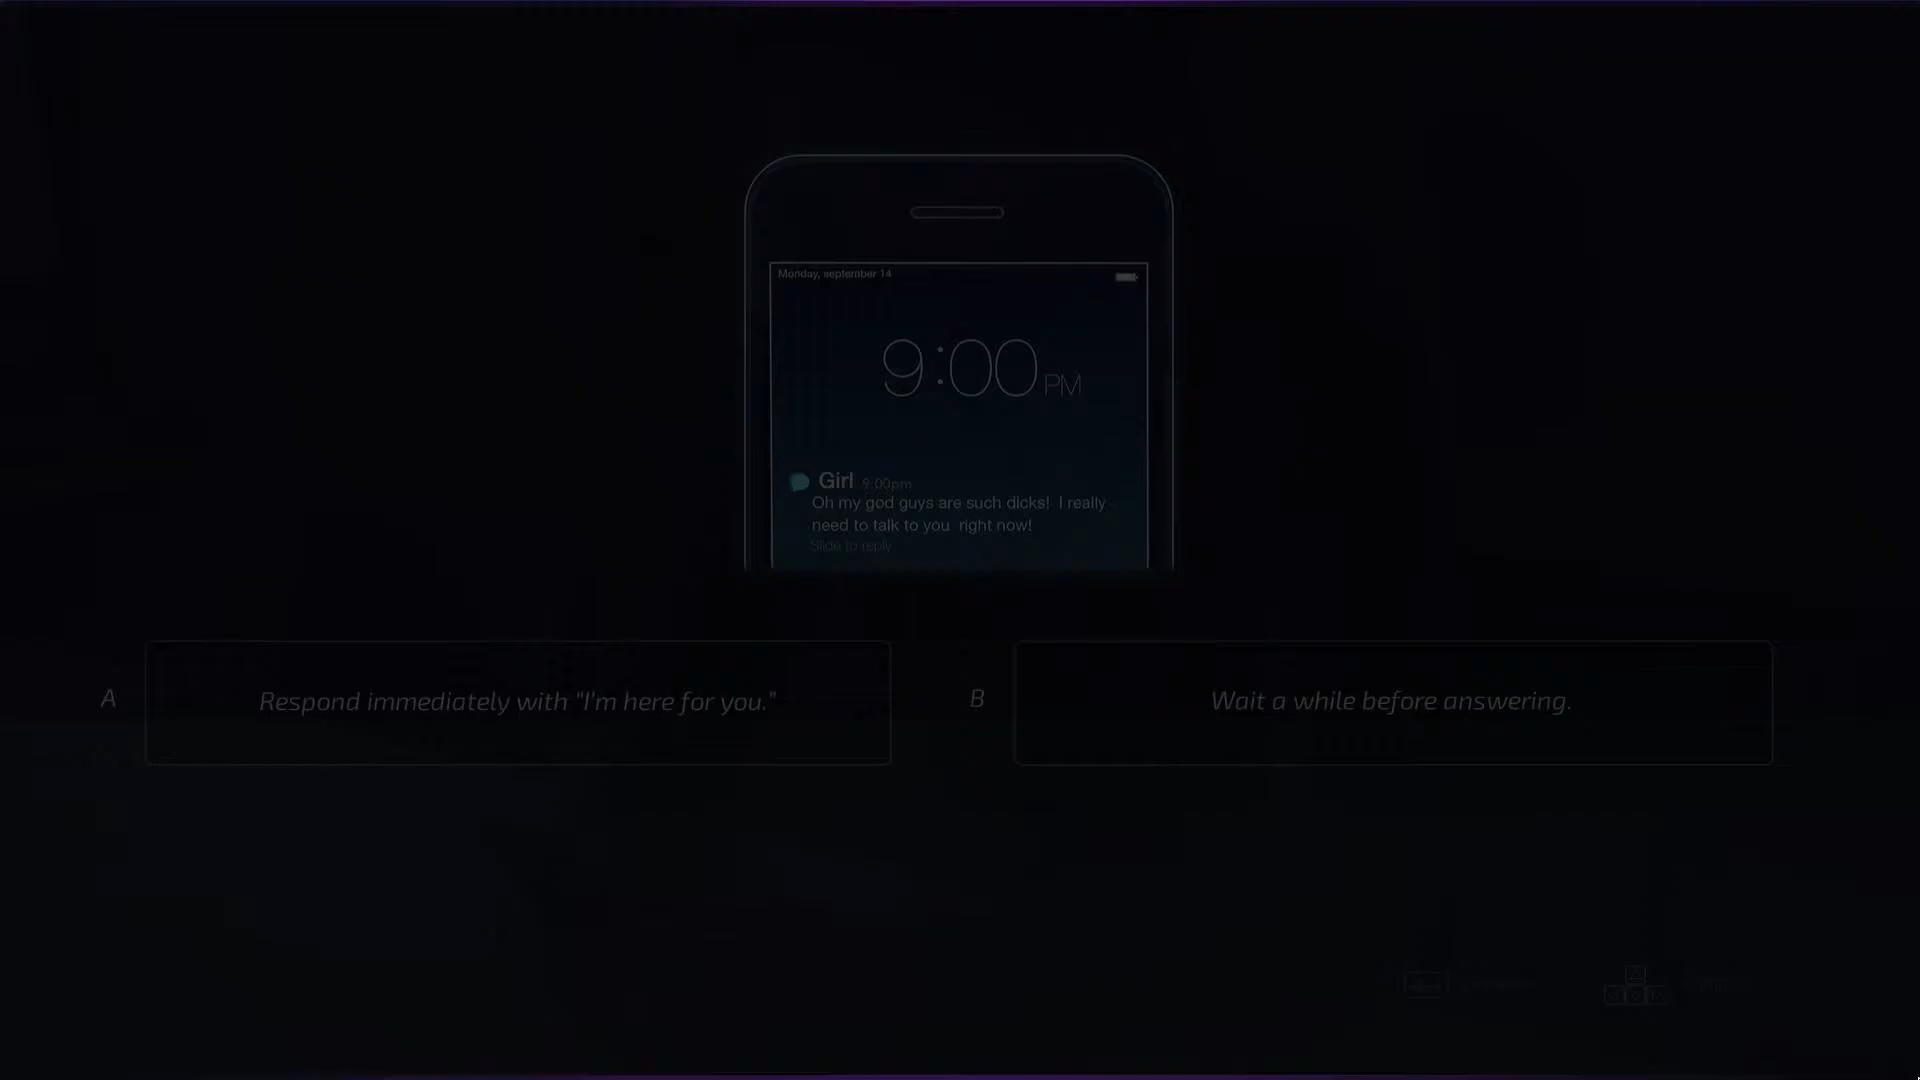 Monday, september 14
9:00 PM
Girl 9:00pm
Oh my god guys are such dicks! I really
need to talk to you right now!
Slide to reply
A
Respond immediately with "I'm here for you."
B
Wait a while before answering.